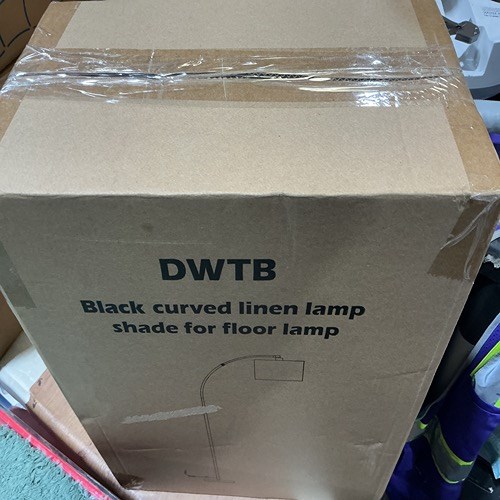 DWTB
Black curved linen lamp
shade for floor lamp